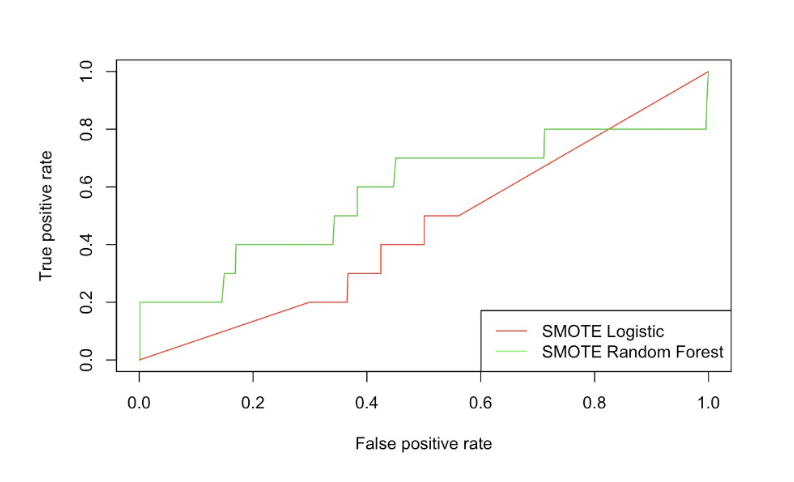 True positive rate
1.0
0.8
0.6
0.4
0.2
0.0
SMOTE Logistic
SMOTE Random Forest
0.0 0.2 0.4 0.6 0.8 1.0
False positive rate